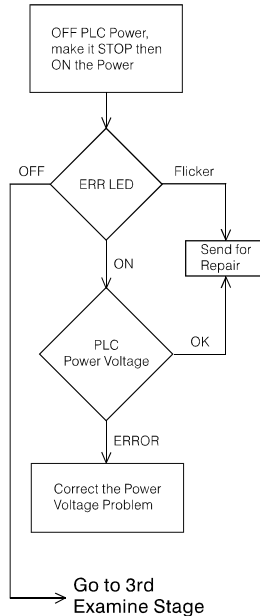 OFF PLC Power,
make it STOP then
ON the Power
OFF
ERR LED
Flicker
Send for
Repair
ON
PLC
Power Voltage
OK
ERROR
Correct the Power
Voltage Problem
Go to 3rd
Examine Stage